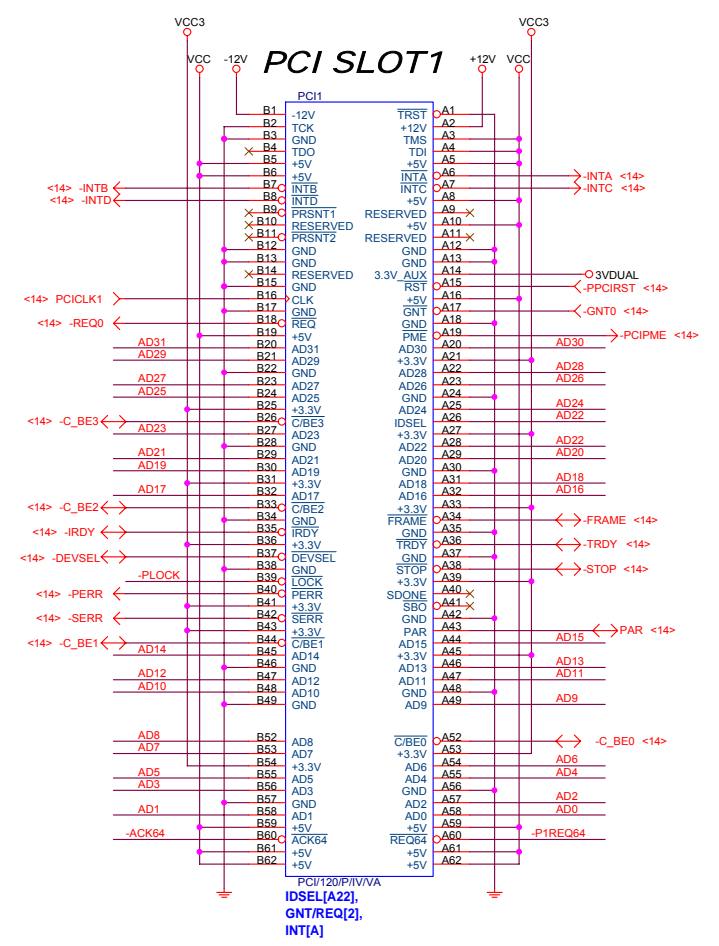 VCC3 VCC3
VCC -12V PCI SLOT1 +12V VCC
PCI1
B1 -12V TRST A1
B2 TCK +12V A2
B3 GND TMS A3
B4 TDO TDI A4
B5 +5V +5V A5
B6 +5V INTA A6 -INTA <14>
<14> -INTB B7 INTB INTC A7 -INTC <14>
<14> -INTD B8 INTD +5V A8
B9 PRSNT1 RESERVED A9
B10 RESERVED +5V A10
B11 PRSNT2 RESERVED A11
B12 GND GND A12
B13 GND GND A13
B14 RESERVED 3.3V_AUX A14 3VDUAL
B15 GND RST A15 -PPCIRST <14>
<14> PCICLK1 B16 CLK +5V A16
B17 GND GNT A17 -GNT0 <14>
<14> -REQ0 B18 REQ GND A18
B19 +5V PME A19 -PCIPME <14>
AD31 B20 AD31 AD30 A20 AD30
AD29 B21 AD29 +3.3V A21
B22 GND AD28 A22 AD28
AD27 B23 AD27 AD26 A23 AD26
AD25 B24 AD25 GND A24
B25 +3.3V AD24 A25 AD24
<14> -C_BE3 B26 C/BE3 IDSEL A26 AD22
AD23 B27 AD23 +3.3V A27
B28 GND AD22 A28 AD22
AD21 B29 AD21 AD20 A29 AD20
AD19 B30 AD19 GND A30
B31 +3.3V AD18 A31 AD18
AD17 B32 AD17 AD16 A32 AD16
<14> -C_BE2 B33 C/BE2 +3.3V A33
B34 GND FRAME A34 -FRAME <14>
<14> -IRDY B35 IRDY GND A35
B36 +3.3V TRDY A36 -TRDY <14>
<14> -DEVSEL B37 DEVSEL GND A37
B38 GND STOP A38 -STOP <14>
-PLOCK B39 LOCK +3.3V A39
<14> -PERR B40 PERR SDONE A40
B41 +3.3V SBO A41
<14> -SERR B42 SERR GND A42
B43 +3.3V PAR A43 PAR <14>
<14> -C_BE1 B44 C/BE1 AD15 A44 AD15
AD14 B45 AD14 +3.3V A45
B46 GND AD13 A46 AD13
AD12 B47 AD12 AD11 A47 AD11
AD10 B48 AD10 GND A48
B49 GND AD9 A49 AD9
AD8 B52 AD8 C/BE0 A52 -C_BE0 <14>
AD7 B53 AD7 +3.3V A53
B54 +3.3V AD6 A54 AD6
AD5 B55 AD5 AD4 A55 AD4
AD3 B56 AD3 GND A56
B57 GND AD2 A57 AD2
AD1 B58 AD1 AD0 A58 AD0
B59 +5V +5V A59
-ACK64 B60 ACK64 REQ64 A60 -P1REQ64
B61 +5V +5V A61
B62 +5V +5V A62
PCI/120/P/IV/VA
IDSEL[A22],
GNT/REQ[2],
INT[A]